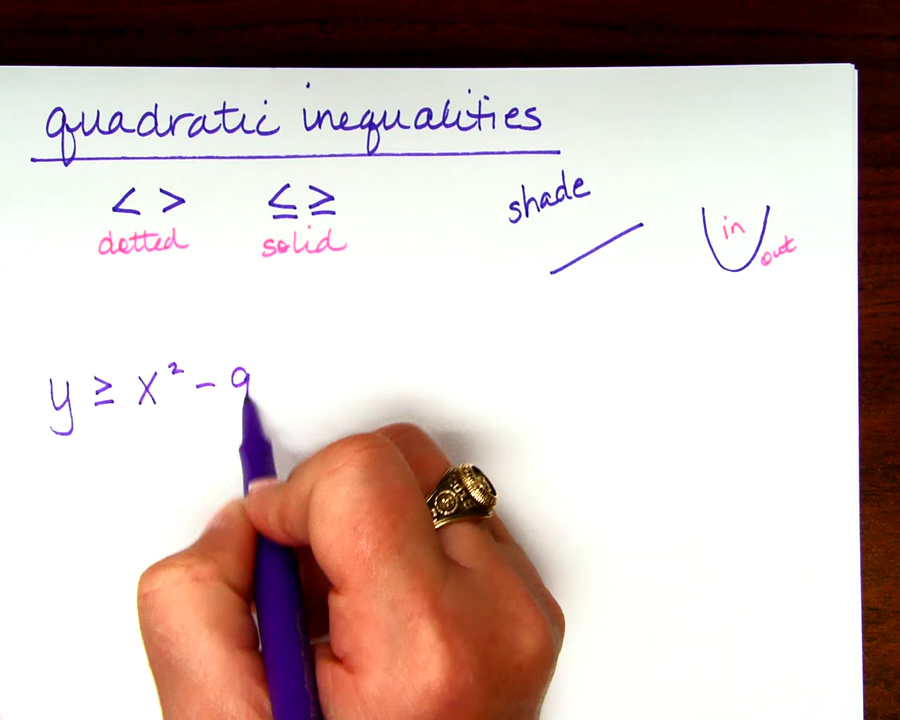 quadratic inequalities
< > ≤ ≥ shade
dotted solid in out
y ≥ x² - 9